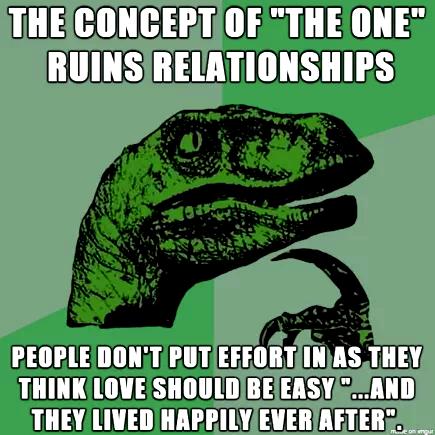 THE CONCEPT OF "THE ONE"
RUINS RELATIONSHIPS
PEOPLE DON'T PUT EFFORT IN AS THEY
THINK LOVE SHOULD BE EASY "...AND
THEY LIVED HAPPILY EVER AFTER".
made on imgur